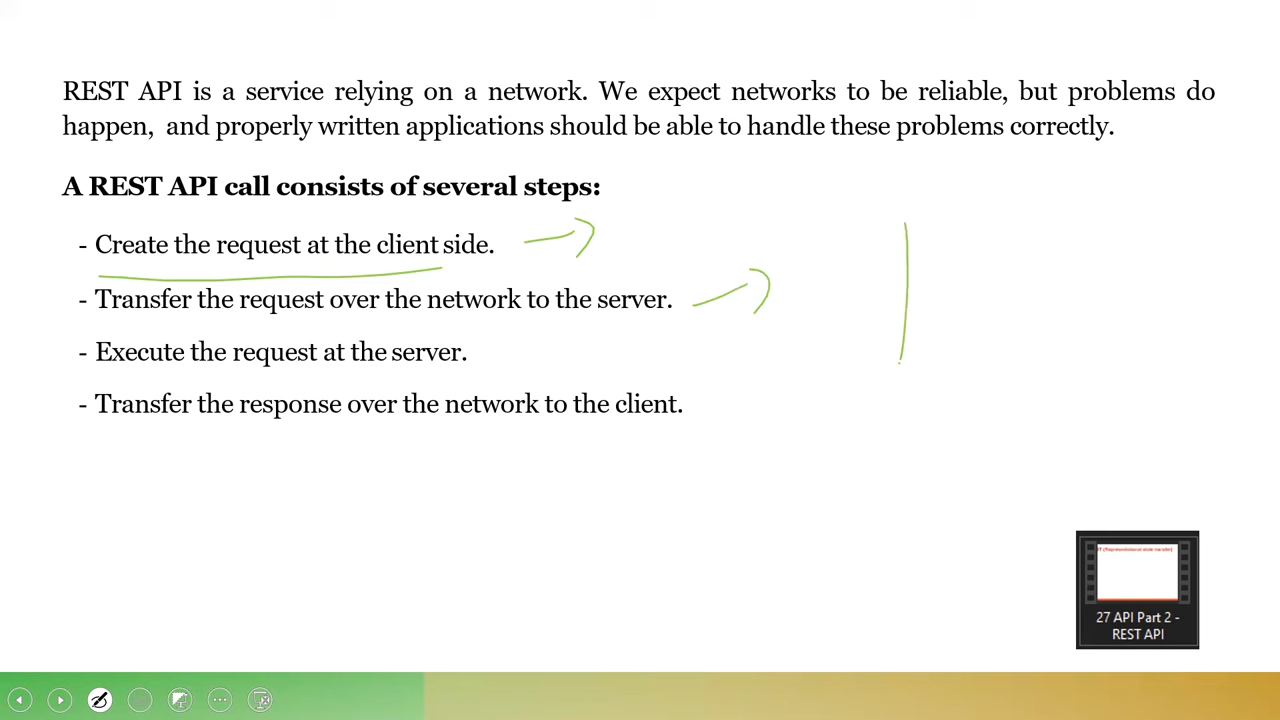 REST API is a service relying on a network. We expect networks to be reliable, but problems do
happen, and properly written applications should be able to handle these problems correctly.
A REST API call consists of several steps:
- Create the request at the client side.
- Transfer the request over the network to the server.
- Execute the request at the server.
- Transfer the response over the network to the client.
27 API Part 2 -
REST API